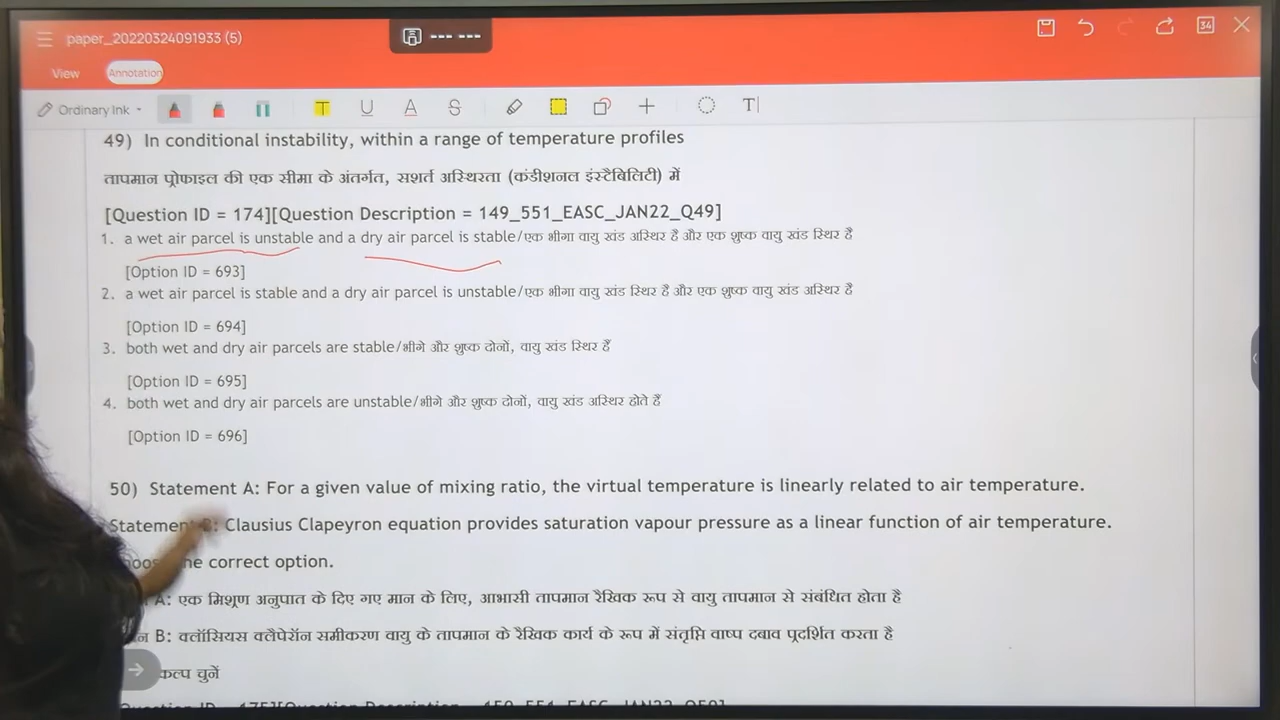 paper_20220324091933 (5)
--- ---
34
View
Annotation
Ordinary Ink
T U A S T
49) In conditional instability, within a range of temperature profiles
तापमान प्रोफाइल की एक सीमा के अंतर्गत, सशर्त अस्थिरता (कंडीशनल इंस्टैबिलिटी) में
[Question ID = 174][Question Description = 149_551_EASC_JAN22_Q49]
1. a wet air parcel is unstable and a dry air parcel is stable/एक भीगा वायु खंड अस्थिर है और एक शुष्क वायु खंड स्थिर है
[Option ID = 693]
2. a wet air parcel is stable and a dry air parcel is unstable/एक भीगा वायु खंड स्थिर है और एक शुष्क वायु खंड अस्थिर है
[Option ID = 694]
3. both wet and dry air parcels are stable/भीगे और शुष्क दोनों, वायु खंड स्थिर हैं
[Option ID = 695]
4. both wet and dry air parcels are unstable/भीगे और शुष्क दोनों, वायु खंड अस्थिर होते हैं
[Option ID = 696]
50) Statement A: For a given value of mixing ratio, the virtual temperature is linearly related to air temperature.
Statement B: Clausius Clapeyron equation provides saturation vapour pressure as a linear function of air temperature.
correct option.
A: एक मिश्रण अनुपात के दिए गए मान के लिए, आभासी तापमान रैखिक रूप से वायु तापमान से संबंधित होता है
B: क्लॉसियस क्लैपेरॉन समीकरण वायु के तापमान के रैखिक कार्य के रूप में संतृप्ति वाष्प दबाव प्रदर्शित करता है
चुनें